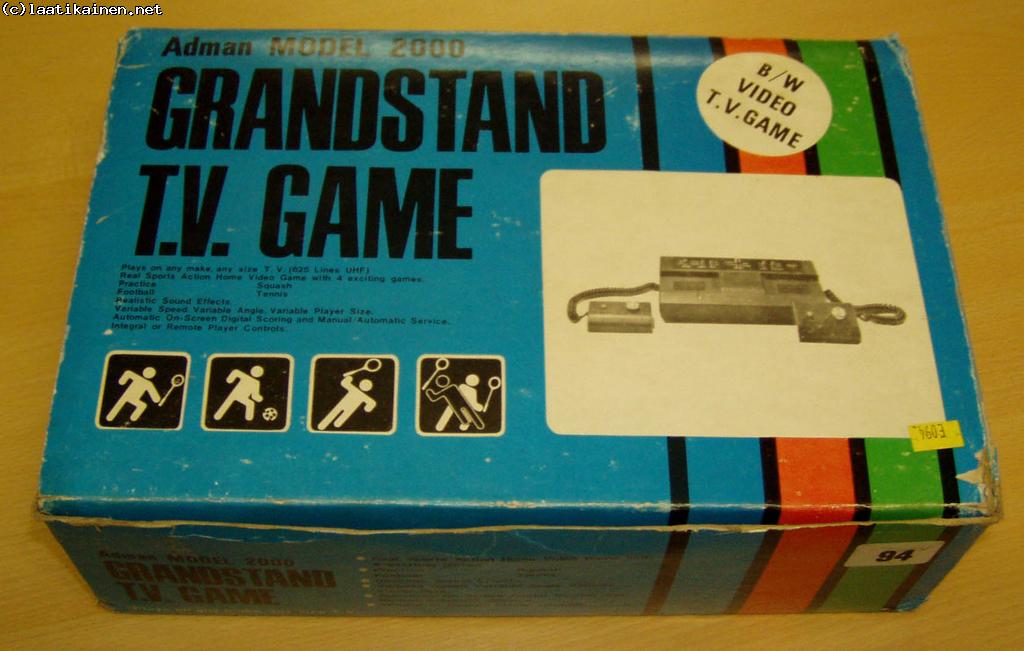 (c)laatikainen.net
Adman MODEL 2000
GRANDSTAND
T.V. GAME
B/W
VIDEO
T.V.GAME
Plays on any make, any size T.V. (625 Lines UHF)
Real Sports Action Home Video Game with 4 exciting games.
Practice Squash
Football Tennis
Realistic Sound Effects.
Variable Speed Variable Angle, Variable Player Size.
Automatic On-Screen Digital Scoring and Manual/Automatic Service.
Integral or Remote Player Controls.
E094
Adman MODEL 2000
GRANDSTAND
T.V. GAME
94